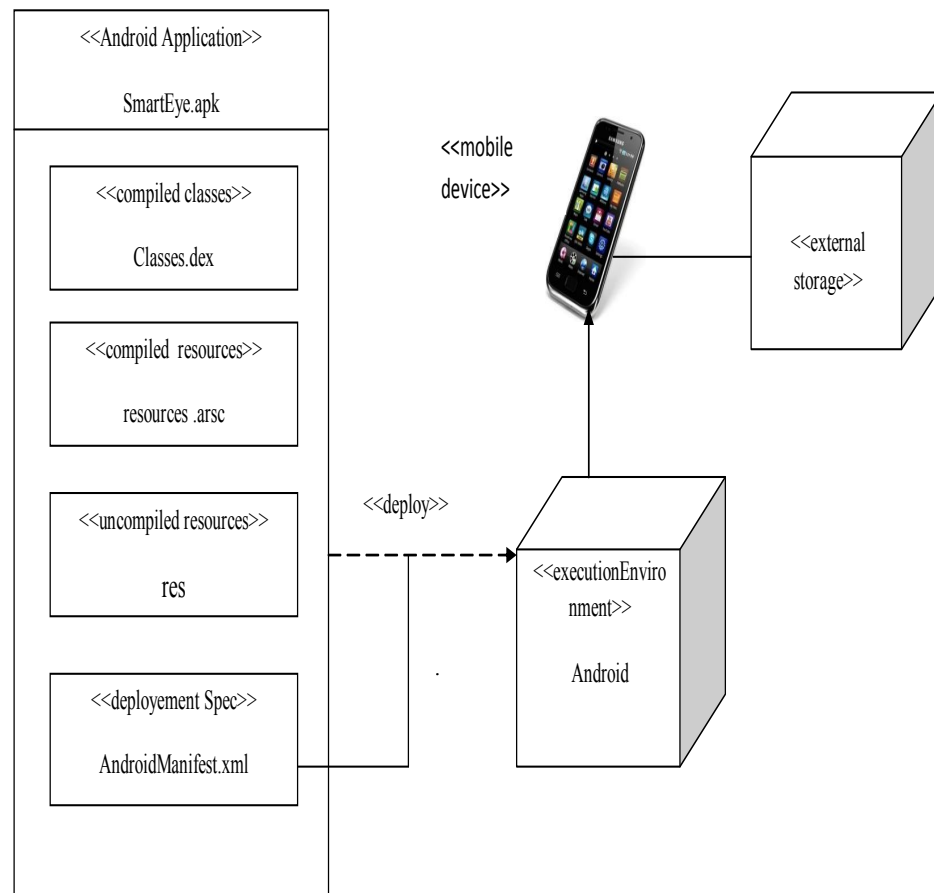 <<Android Application>>
SmartEye.apk
<<compiled classes>>
Classes.dex
<<compiled  resources>>
resources .arsc
<<uncompiled resources>>
res
<<deployement Spec>>
AndroidManifest.xml
<<deploy>>
.
<<mobile
device>>
SAMSUNG
<<external
storage>>
<<executionEnviro
nment>>
Android